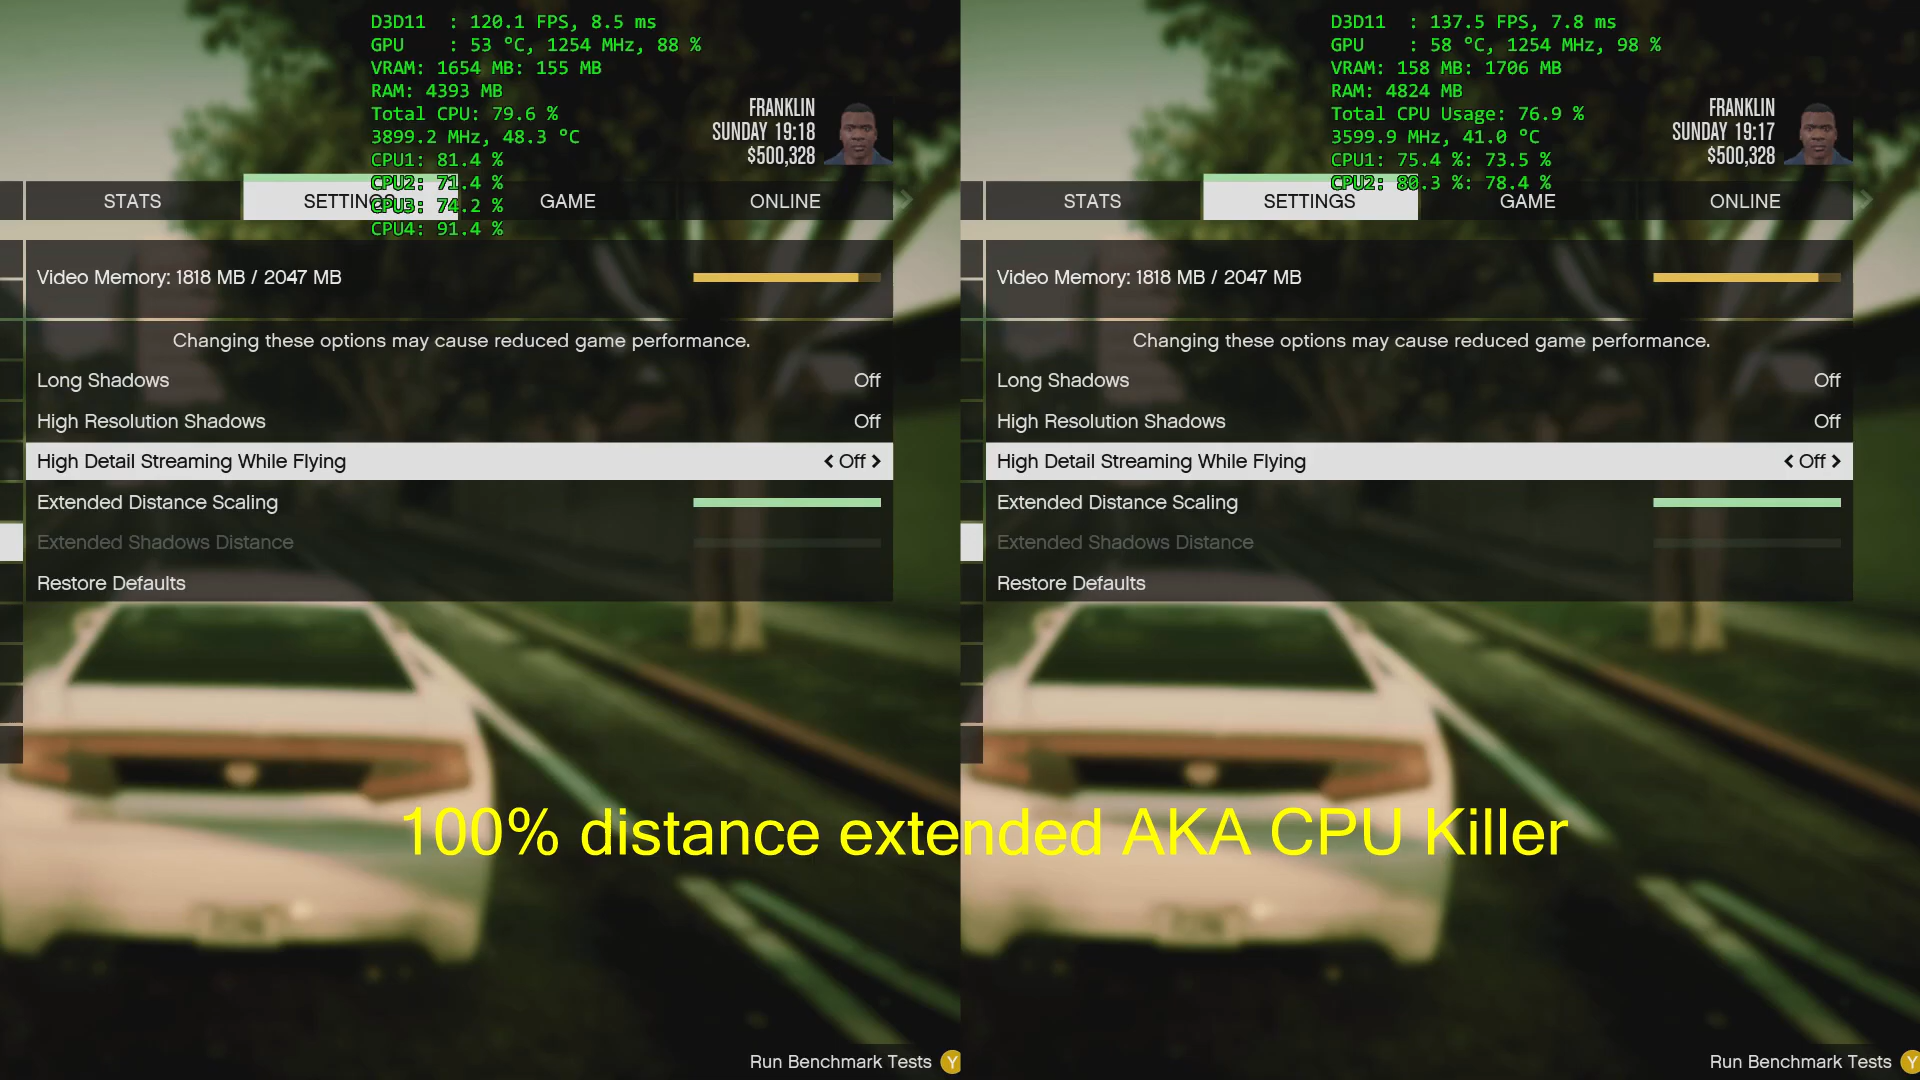 D3D11 : 120.1 FPS, 8.5 ms
GPU : 53 °C, 1254 MHz, 88 %
VRAM: 1654 MB: 155 MB
RAM: 4393 MB
Total CPU: 79.6 %
3899.2 MHz, 48.3 °C
CPU1: 81.4 %
CPU2: 71.4 %
CPU3: 74.2 %
CPU4: 91.4 %
FRANKLIN
SUNDAY 19:18
$500,328
STATS SETTINGS GAME ONLINE
Video Memory: 1818 MB / 2047 MB
Changing these options may cause reduced game performance.
Long Shadows Off
High Resolution Shadows Off
High Detail Streaming While Flying < Off >
Extended Distance Scaling
Extended Shadows Distance
Restore Defaults
Run Benchmark Tests Y
D3D11 : 137.5 FPS, 7.8 ms
GPU : 58 °C, 1254 MHz, 98 %
VRAM: 158 MB: 1706 MB
RAM: 4824 MB
Total CPU Usage: 76.9 %
3599.9 MHz, 41.0 °C
CPU1: 75.4 %: 73.5 %
CPU2: 80.3 %: 78.4 %
FRANKLIN
SUNDAY 19:17
$500,328
STATS SETTINGS GAME ONLINE
Video Memory: 1818 MB / 2047 MB
Changing these options may cause reduced game performance.
Long Shadows Off
High Resolution Shadows Off
High Detail Streaming While Flying < Off >
Extended Distance Scaling
Extended Shadows Distance
Restore Defaults
Run Benchmark Tests Y
100% distance extended AKA CPU Killer